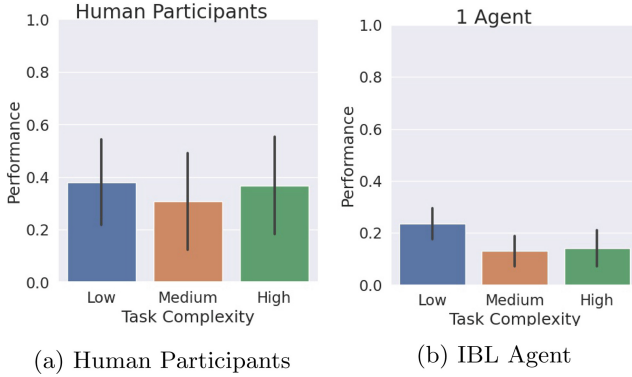 Human Participants
1.0
0.8
0.6
0.4
0.2
0.0
Performance
Low Medium High
Task Complexity
(a) Human Participants
1 Agent
1.0
0.8
0.6
0.4
0.2
0.0
Performance
Low Medium High
Task Complexity
(b) IBL Agent